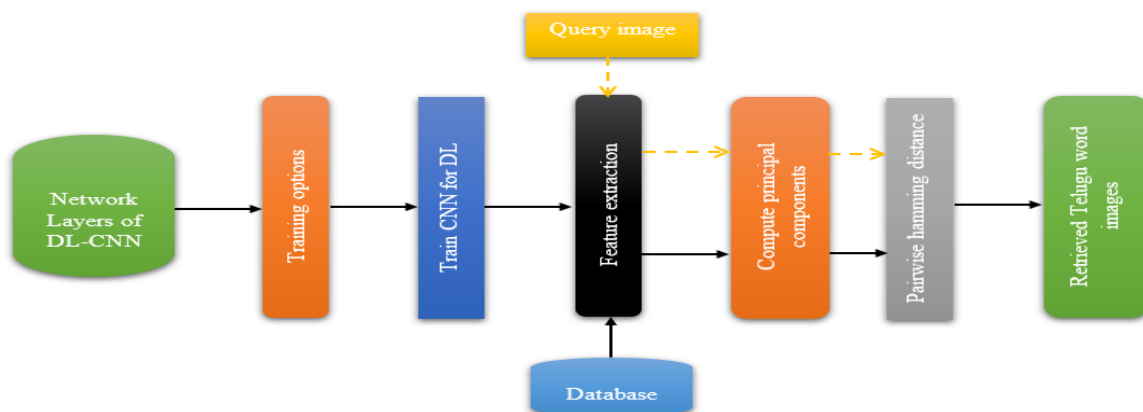 Query image
Network
Layers of
DL-CNN
Training options
Train CNN for DL
Feature extraction
Compute principal
components
Pairwise hamming distance
Retrieved Telugu word
images
Database